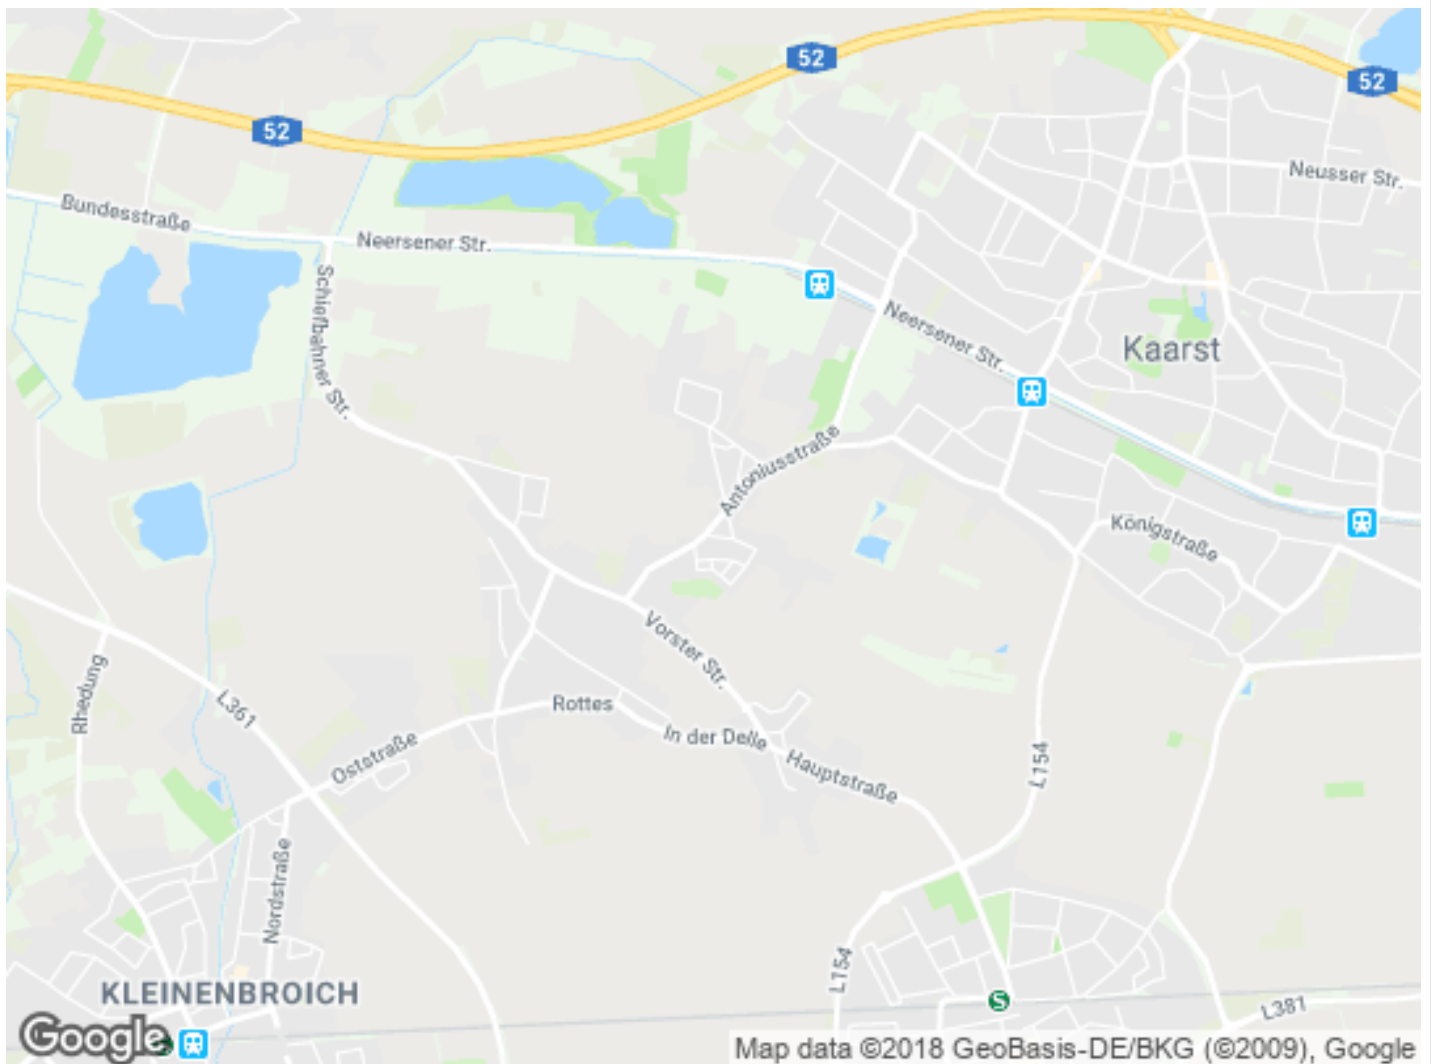 52
52
52
Neusser Str.
Bundesstraße
Neersener Str.
Schiefbahner Str.
Neersener Str.
Kaarst
Antoniusstraße
Königstraße
Vorster Str.
Rhedung
L361
Rottes
In der Delle
Oststraße
Hauptstraße
L154
Nordstraße
L154
KLEINENBROICH
S
L381
Google
Map data ©2018 GeoBasis-DE/BKG (©2009), Google